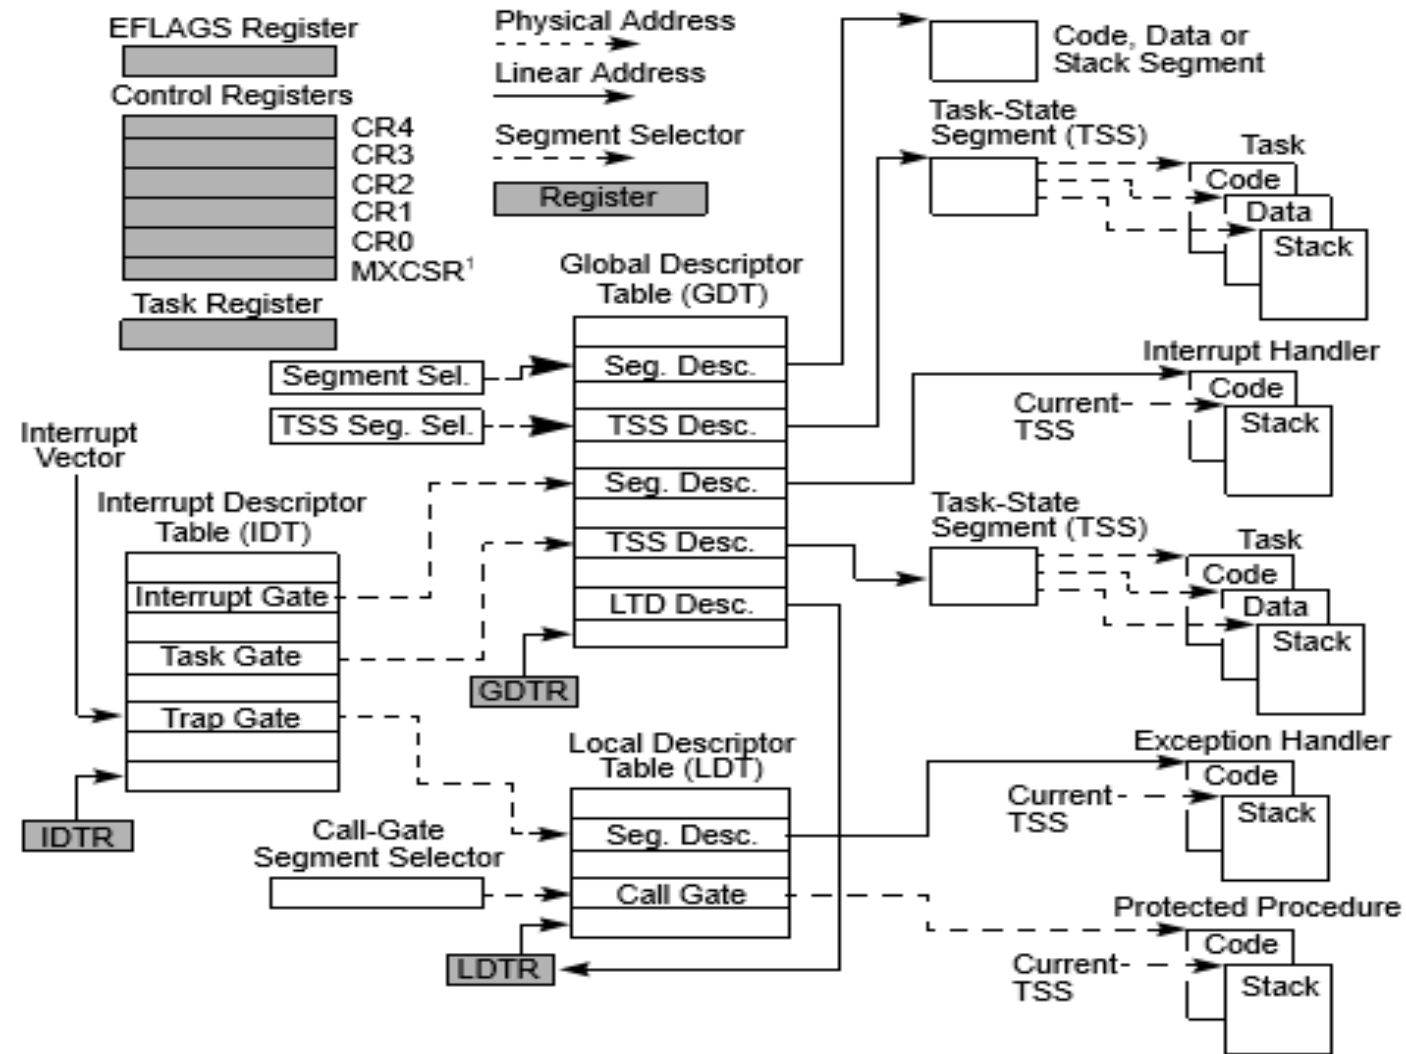 EFLAGS Register
Control Registers
CR4
CR3
CR2
CR1
CR0
MXCSR¹
Task Register
Physical Address
Linear Address
Segment Selector
Register
Code, Data or
Stack Segment
Task-State
Segment (TSS)
Task
Code
Data
Stack
Global Descriptor
Table (GDT)
Segment Sel.
Seg. Desc.
TSS Seg. Sel.
TSS Desc.
Seg. Desc.
TSS Desc.
LTD Desc.
GDTR
Interrupt Handler
Code
Current
TSS
Stack
Interrupt
Vector
Interrupt Descriptor
Table (IDT)
Interrupt Gate
Task Gate
Trap Gate
IDTR
Task-State
Segment (TSS)
Task
Code
Data
Stack
Local Descriptor
Table (LDT)
Call-Gate
Segment Selector
Seg. Desc.
Call Gate
LDTR
Exception Handler
Code
Current
TSS
Stack
Protected Procedure
Code
Current
TSS
Stack